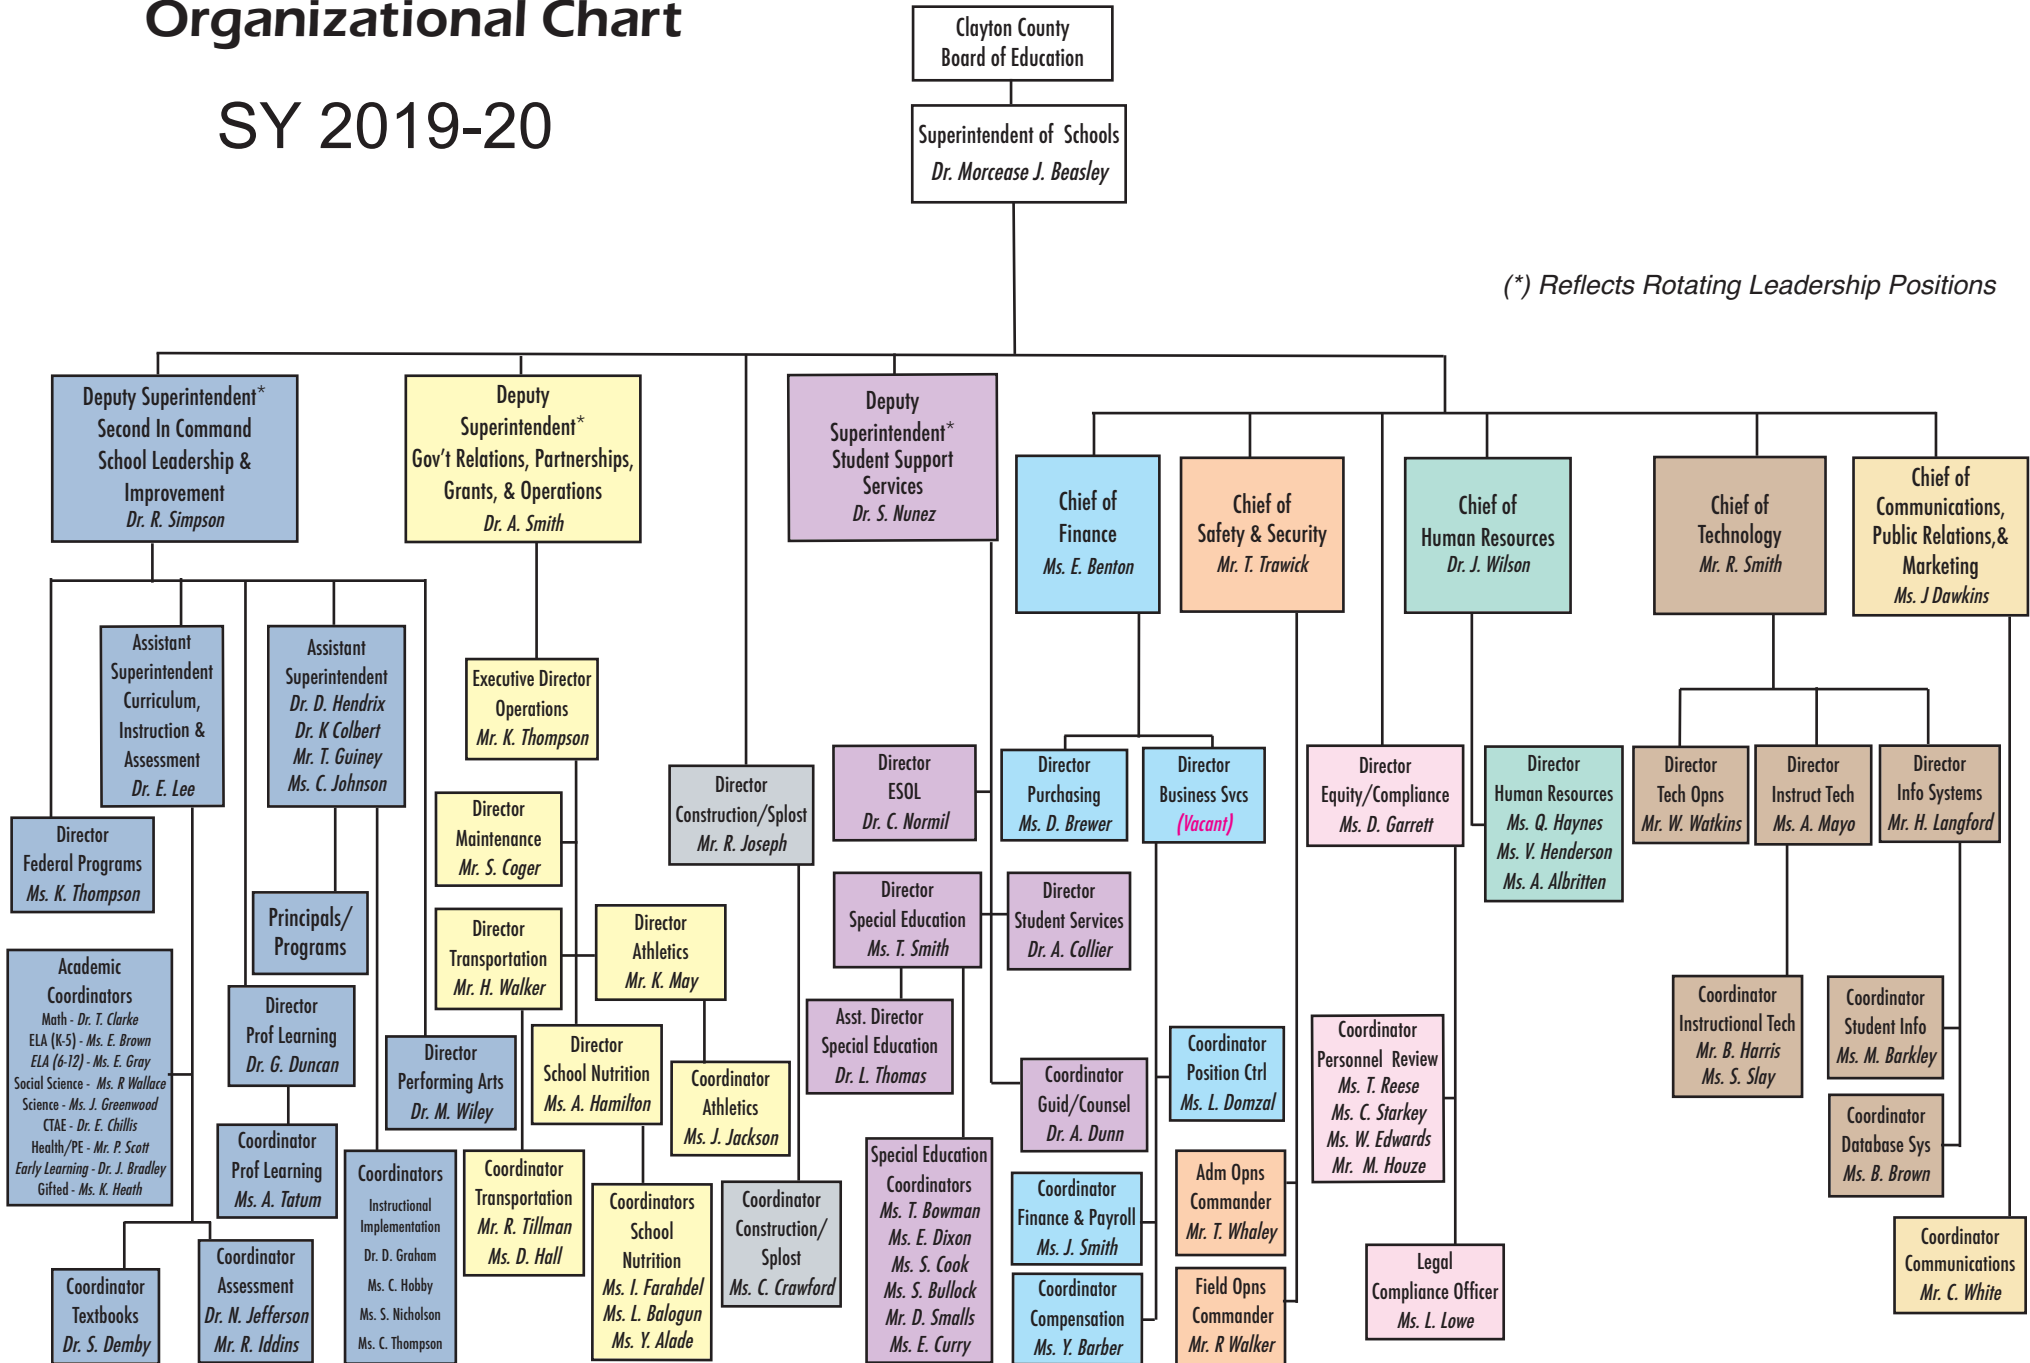 Organizational Chart
SY 2019-20
Clayton County
Board of Education
Superintendent of Schools
Dr. Morcease J. Beasley
(*) Reflects Rotating Leadership Positions
Deputy Superintendent*
Second In Command
School Leadership &
Improvement
Dr. R. Simpson
Deputy
Superintendent*
Gov't Relations, Partnerships,
Grants, & Operations
Dr. A. Smith
Deputy
Superintendent*
Student Support
Services
Dr. S. Nunez
Chief of
Finance
Ms. E. Benton
Chief of
Safety & Security
Mr. T. Trawick
Chief of
Human Resources
Dr. J. Wilson
Chief of
Technology
Mr. R. Smith
Chief of
Communications,
Public Relations,&
Marketing
Ms. J Dawkins
Assistant
Superintendent
Curriculum,
Instruction &
Assessment
Dr. E. Lee
Assistant
Superintendent
Dr. D. Hendrix
Dr. K Colbert
Mr. T. Guiney
Ms. C. Johnson
Executive Director
Operations
Mr. K. Thompson
Director
Federal Programs
Ms. K. Thompson
Principals/
Programs
Director
Maintenance
Mr. S. Coger
Director
Construction/Splost
Mr. R. Joseph
Director
ESOL
Dr. C. Normil
Director
Purchasing
Ms. D. Brewer
Director
Business Svcs
(Vacant)
Director
Equity/Compliance
Ms. D. Garrett
Director
Human Resources
Ms. Q. Haynes
Ms. V. Henderson
Ms. A. Albritten
Director
Tech Opns
Mr. W. Watkins
Director
Instruct Tech
Ms. A. Mayo
Director
Info Systems
Mr. H. Langford
Academic
Coordinators
Math - Dr. T. Clarke
ELA (K-5) - Ms. E. Brown
ELA (6-12) - Ms. E. Gray
Social Science - Ms. R Wallace
Science - Ms. J. Greenwood
CTAE - Dr. E. Chillis
Health/PE - Mr. P. Scott
Early Learning - Dr. J. Bradley
Gifted - Ms. K. Heath
Director
Prof Learning
Dr. G. Duncan
Director
Performing Arts
Dr. M. Wiley
Director
Transportation
Mr. H. Walker
Director
Athletics
Mr. K. May
Director
School Nutrition
Ms. A. Hamilton
Coordinator
Athletics
Ms. J. Jackson
Director
Special Education
Ms. T. Smith
Director
Student Services
Dr. A. Collier
Asst. Director
Special Education
Dr. L. Thomas
Coordinator
Guid/Counsel
Dr. A. Dunn
Coordinator
Position Ctrl
Ms. L. Domzal
Coordinator
Personnel Review
Ms. T. Reese
Ms. C. Starkey
Ms. W. Edwards
Mr. M. Houze
Coordinator
Instructional Tech
Mr. B. Harris
Ms. S. Slay
Coordinator
Student Info
Ms. M. Barkley
Coordinator
Database Sys
Ms. B. Brown
Coordinator
Prof Learning
Ms. A. Tatum
Coordinators
Instructional
Implementation
Dr. D. Graham
Ms. C. Hobby
Ms. S. Nicholson
Ms. C. Thompson
Coordinator
Transportation
Mr. R. Tillman
Ms. D. Hall
Coordinators
School
Nutrition
Ms. I. Farahdel
Ms. L. Balogun
Ms. Y. Alade
Coordinator
Construction/
Splost
Ms. C. Crawford
Special Education
Coordinators
Ms. T. Bowman
Ms. E. Dixon
Ms. S. Cook
Ms. S. Bullock
Mr. D. Smalls
Ms. E. Curry
Coordinator
Finance & Payroll
Ms. J. Smith
Coordinator
Compensation
Ms. Y. Barber
Adm Opns
Commander
Mr. T. Whaley
Field Opns
Commander
Mr. R Walker
Legal
Compliance Officer
Ms. L. Lowe
Coordinator
Communications
Mr. C. White
Coordinator
Textbooks
Dr. S. Demby
Coordinator
Assessment
Dr. N. Jefferson
Mr. R. Iddins